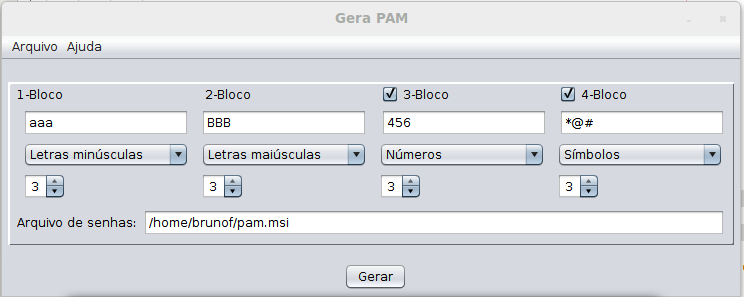 Gera PAM
Arquivo Ajuda
1-Bloco 2-Bloco 3-Bloco 4-Bloco
aaa BBB 456 *@#
Letras minúsculas Letras maiúsculas Números Símbolos
3 3 3 3
Arquivo de senhas: /home/brunof/pam.msi
Gerar